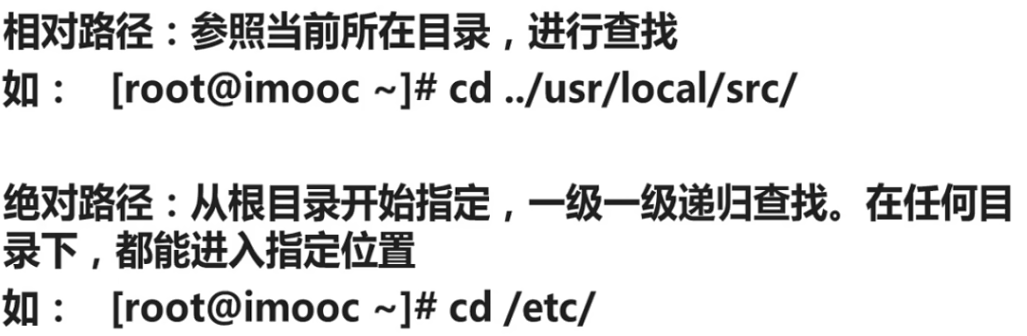 相对路径：参照当前所在目录，进行查找
如： [root@imooc ~]# cd ../usr/local/src/
绝对路径：从根目录开始指定，一级一级递归查找。在任何目
录下，都能进入指定位置
如： [root@imooc ~]# cd /etc/